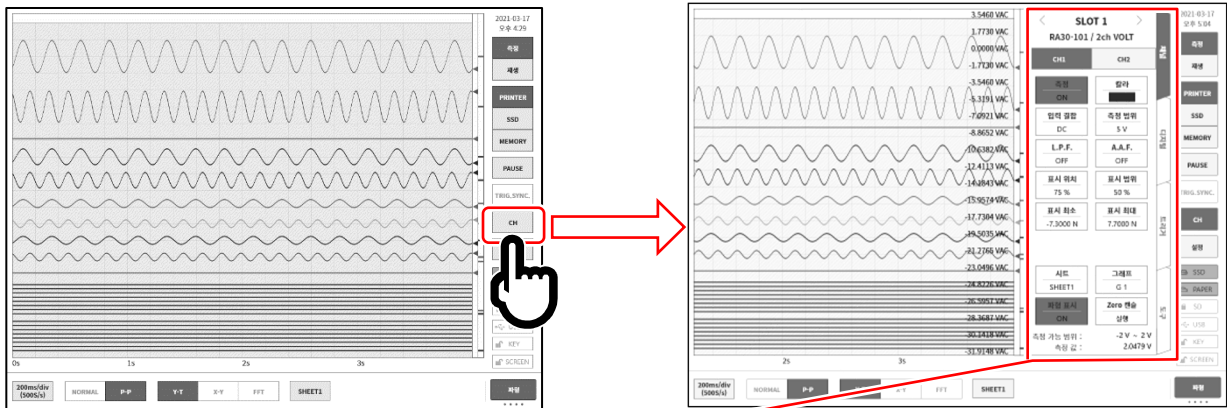 2021-03-17
오후 4:29
측정
재생
PRINTER
SSD
MEMORY
PAUSE
TRIG.SYNC.
CH
KEY
SCREEN
0s
1s
2s
3s
200ms/div
(500S/s)
NORMAL
P-P
Y-T
X-Y
FFT
SHEET1
파형
3.5460 VAC
1.7730 VAC
0.0000 VAC
-1.7730 VAC
-3.5460 VAC
-5.3191 VAC
-7.0921 VAC
-8.8652 VAC
-10.6382 VAC
-12.4113 VAC
-14.1843 VAC
-15.9574 VAC
-17.7304 VAC
-19.5035 VAC
-21.2765 VAC
-23.0496 VAC
-24.8226 VAC
-26.5957 VAC
-28.3687 VAC
-30.1418 VAC
-31.9148 VAC
2s
3s
SLOT 1
RA30-101 / 2ch VOLT
CH1
CH2
측정
ON
칼라
입력 결합
DC
측정 범위
5 V
L.P.F.
OFF
A.A.F.
OFF
표시 위치
75 %
표시 범위
50 %
표시 최소
-7.3000 N
표시 최대
7.7000 N
시트
SHEET1
그래프
G 1
파형 표시
ON
Zero 캔슬
실행
측정 가능 범위 :
-2 V ~ 2 V
측정 값 :
2.0479 V
2021-03-17
오후 5:04
측정
재생
PRINTER
SSD
MEMORY
PAUSE
TRIG.SYNC.
CH
설정
SSD
PAPER
SD
USB
KEY
SCREEN
200ms/div
(500S/s)
NORMAL
P-P
FFT
SHEET1
파형